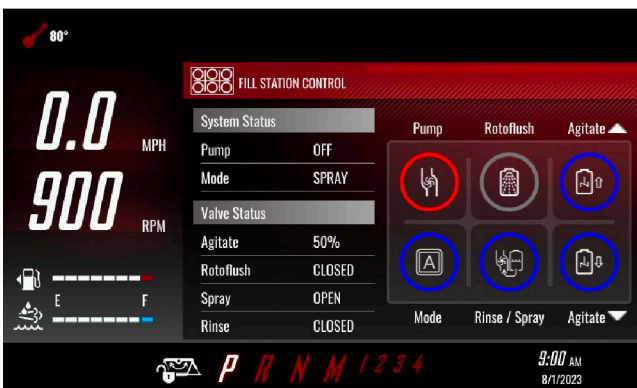 80°
FILL STATION CONTROL
0.0 MPH
900 RPM
System Status
Pump OFF
Mode SPRAY
Valve Status
Agitate 50%
Rotoflush CLOSED
Spray OPEN
Rinse CLOSED
Pump Rotoflush Agitate
A
Mode Rinse / Spray Agitate
E F
P R N M 1 2 3 4
9:00 AM
8/1/2023